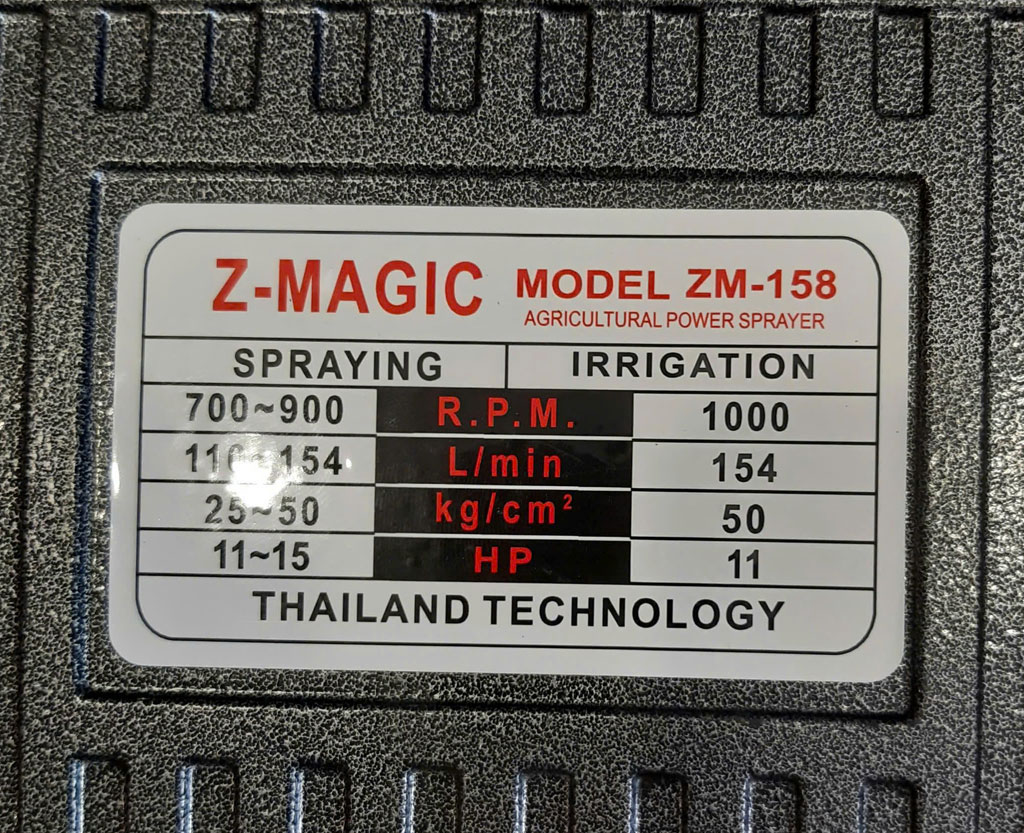 Z-MAGIC MODEL ZM-158
AGRICULTURAL POWER SPRAYER
SPRAYING IRRIGATION
700~900 R.P.M. 1000
L/min 154
25~50 kg/cm² 50
11~15 HP 11
THAILAND TECHNOLOGY